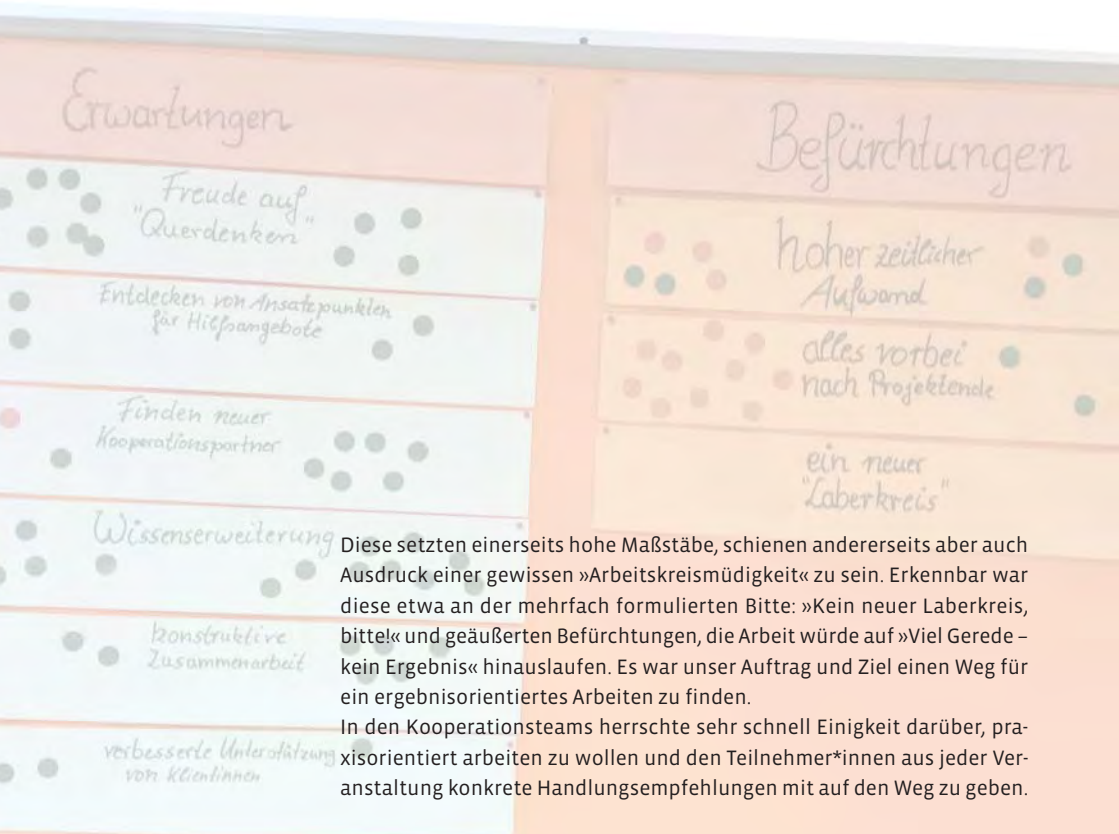 Erwartungen
Freude auf
"Querdenken"
Entdecken von Ansatzpunkten
für Hilfsangebote
Finden neuer
Kooperationspartner
Wissenserweiterung
konstruktive
Zusammenarbeit
verbesserte Unterstützung
von Klientinnen
Befürchtungen
hoher zeitlicher
Aufwand
alles vorbei
nach Projektende
ein neuer
"Laberkreis"
Diese setzten einerseits hohe Maßstäbe, schienen andererseits aber auch
Ausdruck einer gewissen »Arbeitskreismüdigkeit« zu sein. Erkennbar war
diese etwa an der mehrfach formulierten Bitte: »Kein neuer Laberkreis,
bitte!« und geäußerten Befürchtungen, die Arbeit würde auf »Viel Gerede –
kein Ergebnis« hinauslaufen. Es war unser Auftrag und Ziel einen Weg für
ein ergebnisorientiertes Arbeiten zu finden.
In den Kooperationsteams herrschte sehr schnell Einigkeit darüber, pra-
xisorientiert arbeiten zu wollen und den Teilnehmer*innen aus jeder Ver-
anstaltung konkrete Handlungsempfehlungen mit auf den Weg zu geben.